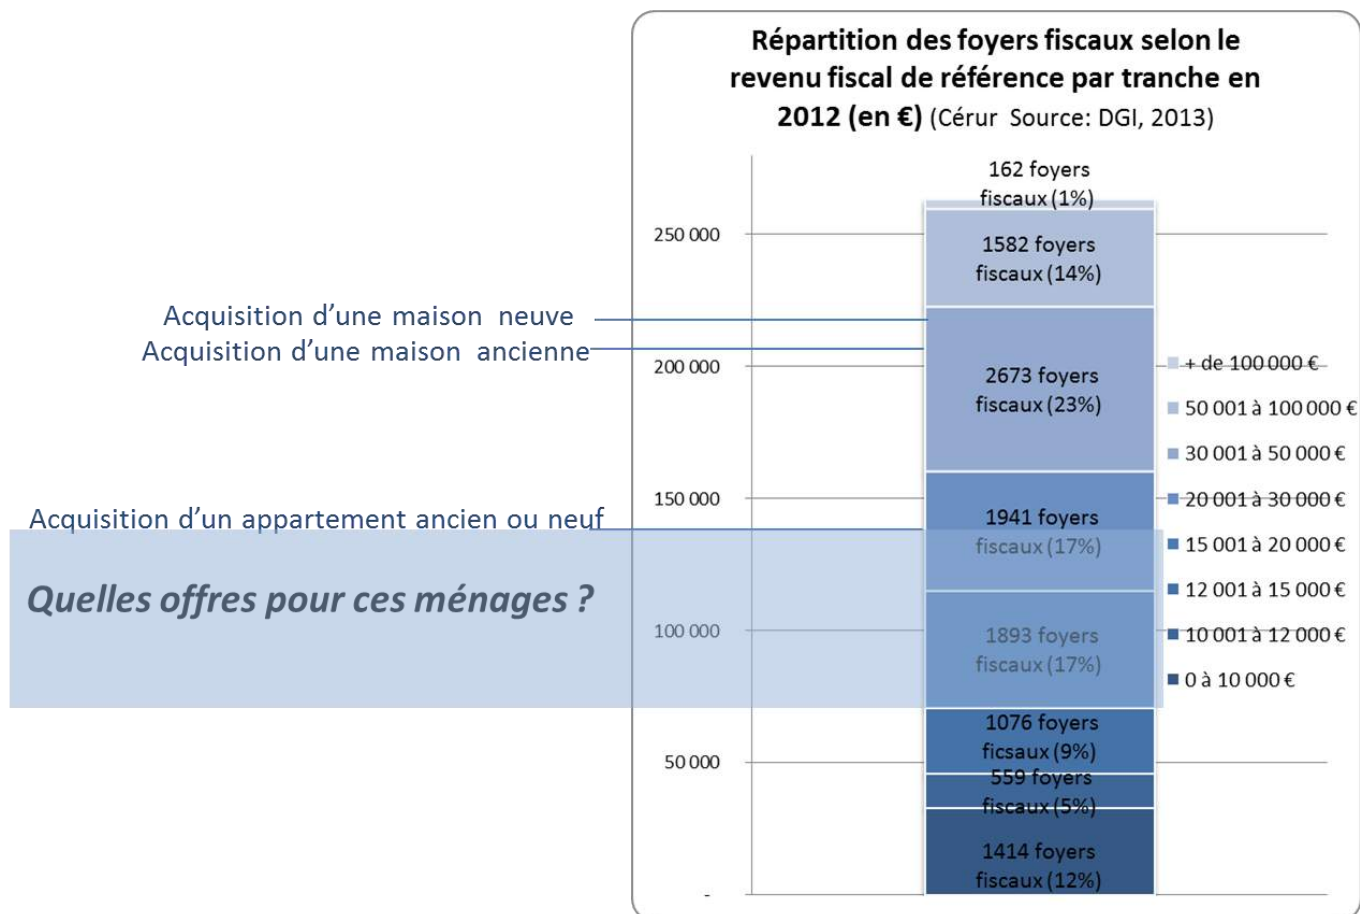 Répartition des foyers fiscaux selon le
revenu fiscal de référence par tranche en
2012 (en €) (Cérur Source: DGI, 2013)
162 foyers
fiscaux (1%)
250 000
1582 foyers
fiscaux (14%)
Acquisition d’une maison neuve
Acquisition d’une maison ancienne
200 000
2673 foyers
fiscaux (23%)
+ de 100 000 €
50 001 à 100 000 €
30 001 à 50 000 €
20 001 à 30 000 €
15 001 à 20 000 €
12 001 à 15 000 €
10 001 à 12 000 €
0 à 10 000 €
150 000
Acquisition d’un appartement ancien ou neuf
1941 foyers
fiscaux (17%)
Quelles offres pour ces ménages ?
100 000
1893 foyers
fiscaux (17%)
1076 foyers
ficsaux (9%)
50 000
559 foyers
fiscaux (5%)
1414 foyers
fiscaux (12%)
-